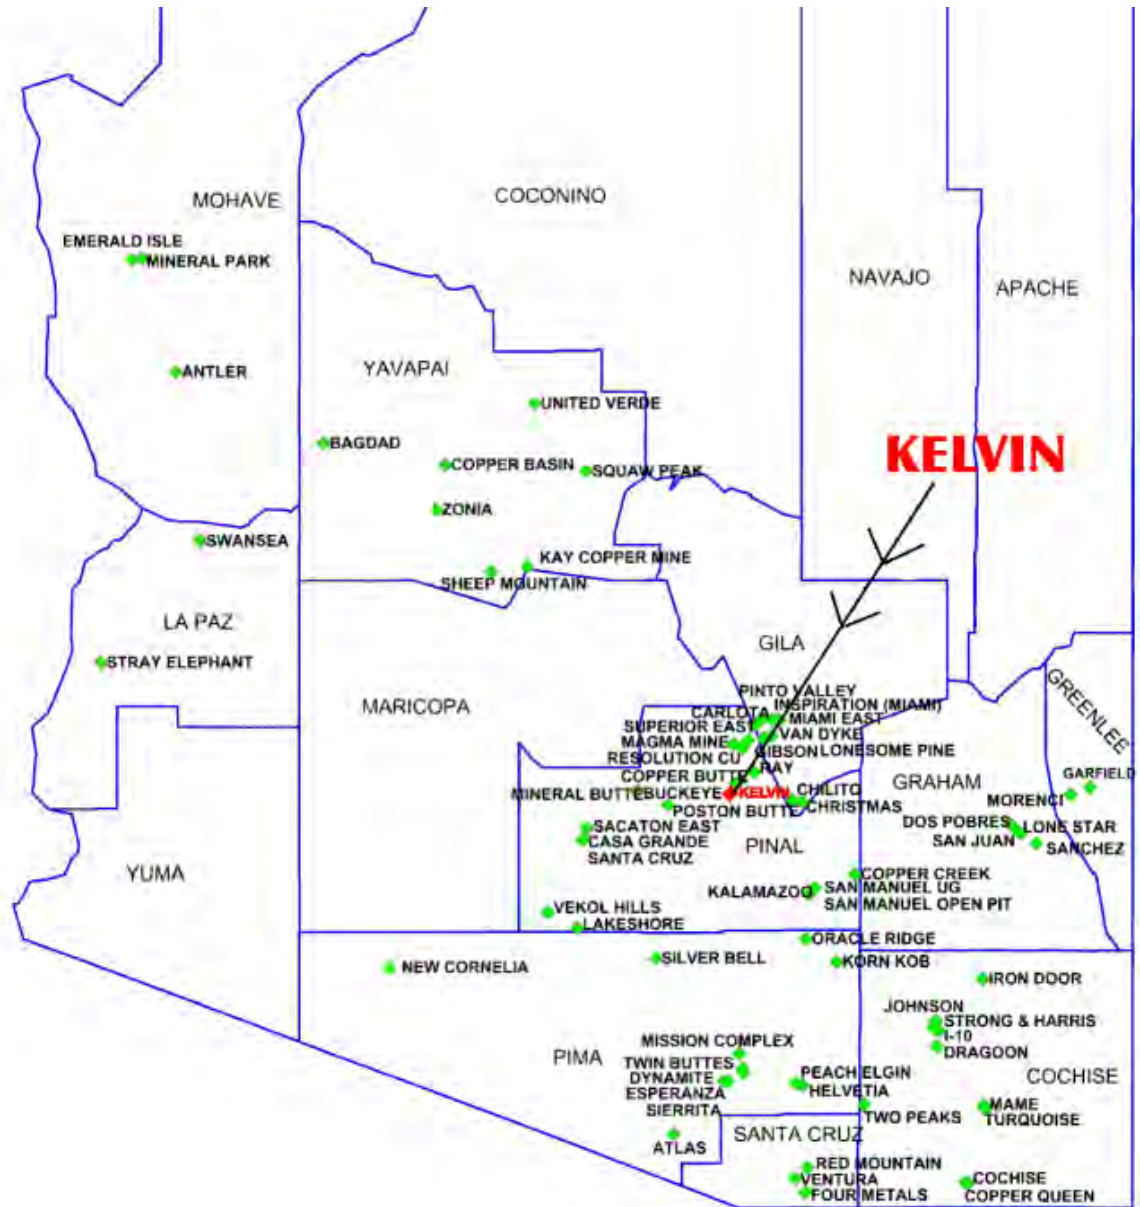 COCONINO
MOHAVE
EMERALD ISLE
MINERAL PARK
NAVAJO
APACHE
YAVAPAI
ANTLER
UNITED VERDE
BAGDAD
KELVIN
COPPER BASIN
SQUAW PEAK
ZONIA
SWANSEA
KAY COPPER MINE
SHEEP MOUNTAIN
LA PAZ
GILA
STRAY ELEPHANT
MARICOPA
GREENLEE
PINTO VALLEY
INSPIRATION (MIAMI)
CARLOTA
MIAMI EAST
SUPERIOR EAST
VAN DYKE
MAGMA MINE
GIBSON
LONESOME PINE
RESOLUTION CU
RAY
COPPER BUTTE
GRAHAM
GARFIELD
MINERAL BUTTE
BUCKEYE
KELVIN
CHILITO
MORENCI
POSTON BUTTE
CHRISTMAS
DOS POBRES
LONE STAR
SACATON EAST
CASA GRANDE
SAN JUAN
SANCHEZ
SANTA CRUZ
PINAL
YUMA
COPPER CREEK
KALAMAZOO
SAN MANUEL UG
SAN MANUEL OPEN PIT
VEKOL HILLS
LAKESHORE
ORACLE RIDGE
SILVER BELL
KORN KOB
NEW CORNELIA
IRON DOOR
JOHNSON
STRONG & HARRIS
I-10
DRAGOON
MISSION COMPLEX
PIMA
TWIN BUTTES
PEACH ELGIN
COCHISE
DYNAMITE
HELVETIA
ESPERANZA
SIERRITA
MAME
TWO PEAKS
TURQUOISE
SANTA CRUZ
ATLAS
RED MOUNTAIN
VENTURA
COCHISE
FOUR METALS
COPPER QUEEN